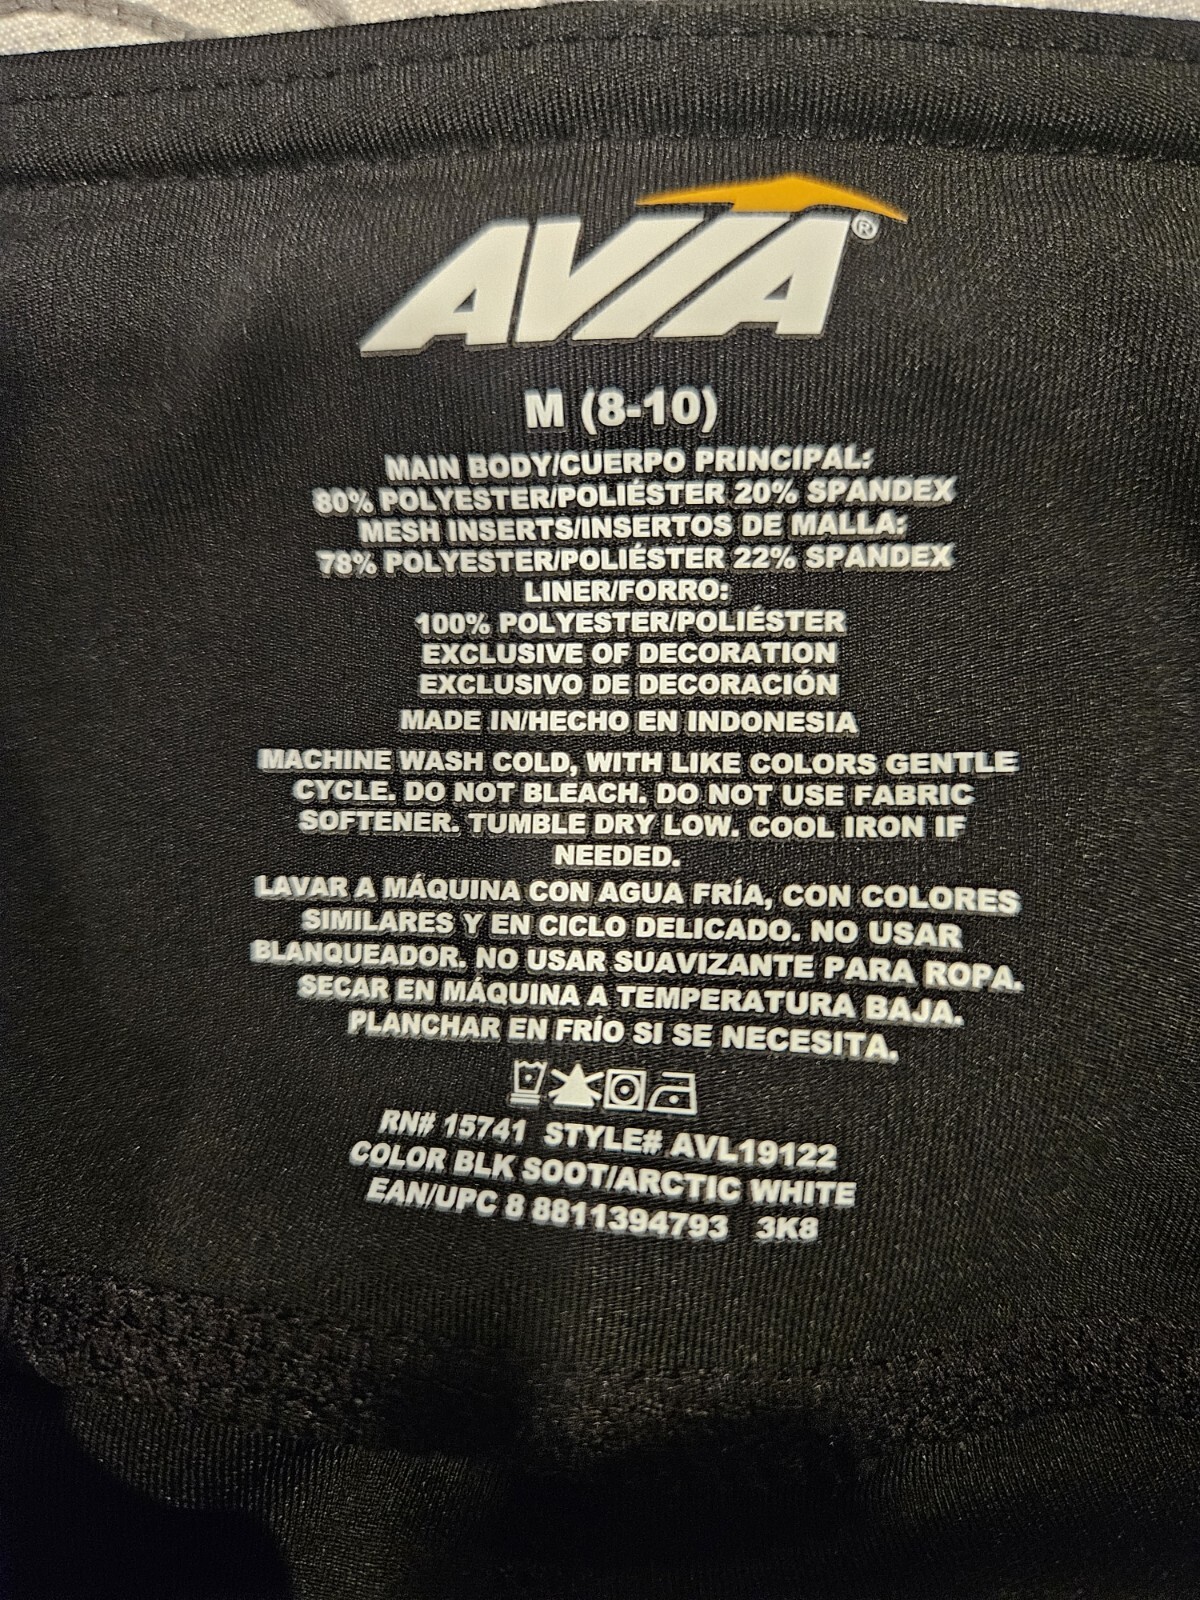 AVIA®
M (8-10)
MAIN BODY/CUERPO PRINCIPAL:
80% POLYESTER/POLIÉSTER 20% SPANDEX
MESH INSERTS/INSERTOS DE MALLA:
78% POLYESTER/POLIÉSTER 22% SPANDEX
LINER/FORRO:
100% POLYESTER/POLIÉSTER
EXCLUSIVE OF DECORATION
EXCLUSIVO DE DECORACIÓN
MADE IN/HECHO EN INDONESIA
MACHINE WASH COLD, WITH LIKE COLORS GENTLE
CYCLE. DO NOT BLEACH. DO NOT USE FABRIC
SOFTENER. TUMBLE DRY LOW. COOL IRON IF
NEEDED.
LAVAR A MÁQUINA CON AGUA FRÍA, CON COLORES
SIMILARES Y EN CICLO DELICADO. NO USAR
BLANQUEADOR. NO USAR SUAVIZANTE PARA ROPA.
SECAR EN MÁQUINA A TEMPERATURA BAJA.
PLANCHAR EN FRÍO SI SE NECESITA.
RN# 15741 STYLE# AVL19122
COLOR BLK SOOT/ARCTIC WHITE
EAN/UPC 8 8811394793 3K8